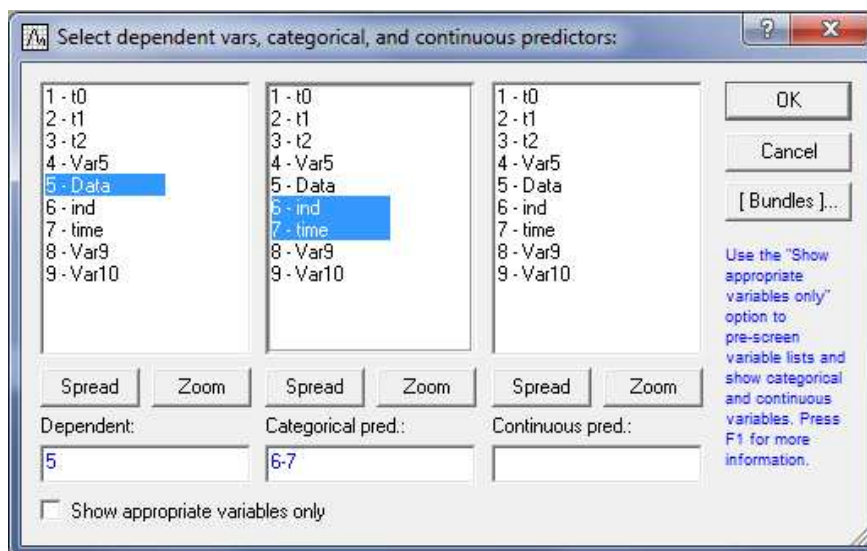 Select dependent vars, categorical, and continuous predictors:
1 - t0
2 - t1
3 - t2
4 - Var5
5 - Data
6 - ind
7 - time
8 - Var9
9 - Var10
1 - t0
2 - t1
3 - t2
4 - Var5
5 - Data
6 - ind
7 - time
8 - Var9
9 - Var10
1 - t0
2 - t1
3 - t2
4 - Var5
5 - Data
6 - ind
7 - time
8 - Var9
9 - Var10
OK
Cancel
[ Bundles ]...
Use the "Show
appropriate
variables only"
option to
pre-screen
variable lists and
show categorical
and continuous
variables. Press
F1 for more
information.
Spread Zoom Spread Zoom Spread Zoom
Dependent: Categorical pred.: Continuous pred.:
5 6-7
Show appropriate variables only